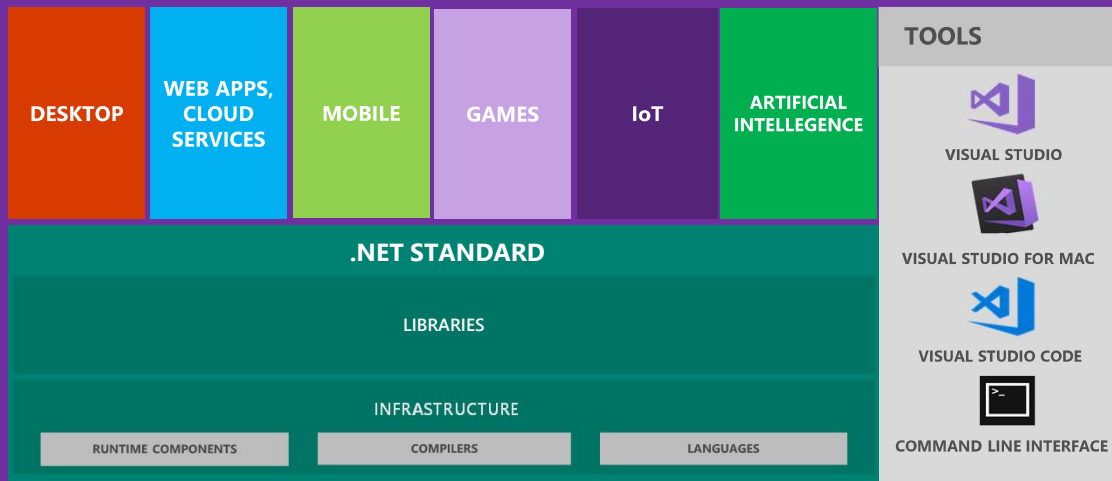 DESKTOP
WEB APPS,
CLOUD
SERVICES
MOBILE
GAMES
IoT
ARTIFICIAL
INTELLEGENCE
.NET STANDARD
LIBRARIES
INFRASTRUCTURE
RUNTIME COMPONENTS
COMPILERS
LANGUAGES
TOOLS
VISUAL STUDIO
VISUAL STUDIO FOR MAC
VISUAL STUDIO CODE
>_
COMMAND LINE INTERFACE